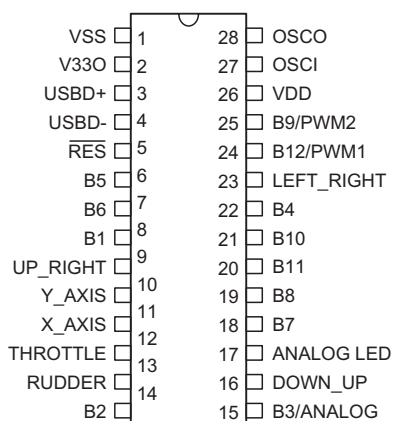 VSS 1 28 OSCO
V33O 2 27 OSCI
USBD+ 3 26 VDD
USBD- 4 25 B9/PWM2
RES 5 24 B12/PWM1
B5 6 23 LEFT_RIGHT
B6 7 22 B4
B1 8 21 B10
UP_RIGHT 9 20 B11
Y_AXIS 10 19 B8
X_AXIS 11 18 B7
THROTTLE 12 17 ANALOG LED
RUDDER 13 16 DOWN_UP
B2 14 15 B3/ANALOG